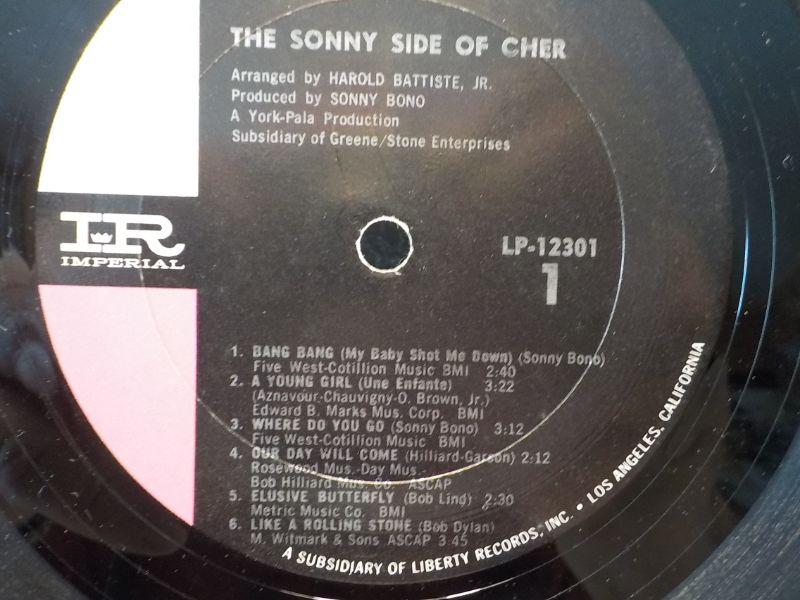 THE SONNY SIDE OF CHER
Arranged by HAROLD BATTISTE, JR.
Produced by SONNY BONO
A York-Pala Production
Subsidiary of Greene/Stone Enterprises
IR
IMPERIAL
LP-12301
1
1. BANG BANG (My Baby Shot Me Down) (Sonny Bono)
Five West-Cotillion Music BMI 2:40
2. A YOUNG GIRL (Une Enfante) 3:22
(Aznavour-Chauvigny-O. Brown, Jr.)
Edward B. Marks Mus. Corp. BMI
3. WHERE DO YOU GO (Sonny Bono) 3:12
Five West-Cotillion Music BMI
4. OUR DAY WILL COME (Hilliard-Garson) 2:12
Rosewood Mus.-Day Mus.-
Bob Hilliard Mus. Co. ASCAP
5. ELUSIVE BUTTERFLY (Bob Lind) 2:30
Metric Music Co. BMI
6. LIKE A ROLLING STONE (Bob Dylan)
M. Witmark & Sons ASCAP 3:45
A SUBSIDIARY OF LIBERTY RECORDS, INC. • LOS ANGELES, CALIFORNIA